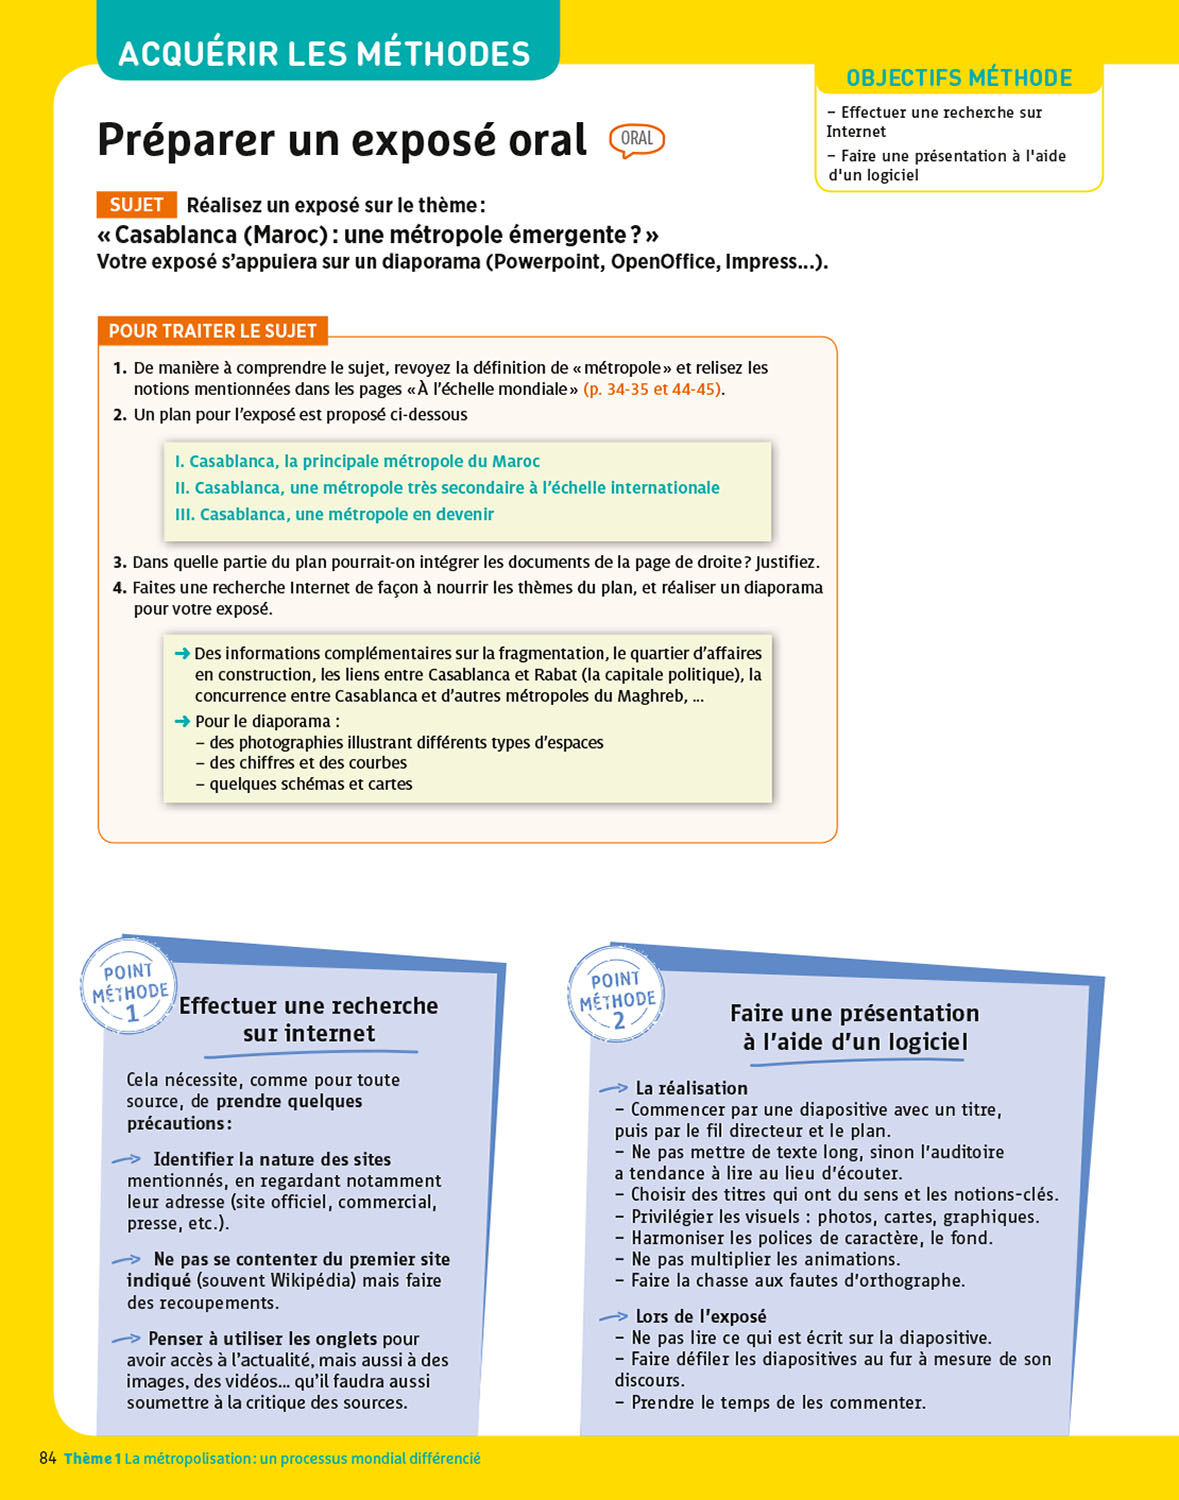 ACQUÉRIR LES MÉTHODES
OBJECTIFS MÉTHODE
– Effectuer une recherche sur
Internet
– Faire une présentation à l'aide
d'un logiciel
Préparer un exposé oral
ORAL
SUJET Réalisez un exposé sur le thème :
« Casablanca (Maroc) : une métropole émergente ? »
Votre exposé s'appuiera sur un diaporama (Powerpoint, OpenOffice, Impress...).
POUR TRAITER LE SUJET
1. De manière à comprendre le sujet, revoyez la définition de « métropole » et relisez les
notions mentionnées dans les pages « À l'échelle mondiale » (p. 34-35 et 44-45).
2. Un plan pour l'exposé est proposé ci-dessous
I. Casablanca, la principale métropole du Maroc
II. Casablanca, une métropole très secondaire à l'échelle internationale
III. Casablanca, une métropole en devenir
3. Dans quelle partie du plan pourrait-on intégrer les documents de la page de droite ? Justifiez.
4. Faites une recherche Internet de façon à nourrir les thèmes du plan, et réaliser un diaporama
pour votre exposé.
➜ Des informations complémentaires sur la fragmentation, le quartier d'affaires
en construction, les liens entre Casablanca et Rabat (la capitale politique), la
concurrence entre Casablanca et d'autres métropoles du Maghreb, ...
➜ Pour le diaporama :
– des photographies illustrant différents types d'espaces
– des chiffres et des courbes
– quelques schémas et cartes
POINT
MÉTHODE
1
Effectuer une recherche
sur internet
Cela nécessite, comme pour toute
source, de prendre quelques
précautions :
Identifier la nature des sites
mentionnés, en regardant notamment
leur adresse (site officiel, commercial,
presse, etc.).
Ne pas se contenter du premier site
indiqué (souvent Wikipédia) mais faire
des recoupements.
Penser à utiliser les onglets pour
avoir accès à l'actualité, mais aussi à des
images, des vidéos... qu'il faudra aussi
soumettre à la critique des sources.
POINT
MÉTHODE
2
Faire une présentation
à l'aide d'un logiciel
La réalisation
– Commencer par une diapositive avec un titre,
puis par le fil directeur et le plan.
– Ne pas mettre de texte long, sinon l'auditoire
a tendance à lire au lieu d'écouter.
– Choisir des titres qui ont du sens et les notions-clés.
– Privilégier les visuels : photos, cartes, graphiques.
– Harmoniser les polices de caractère, le fond.
– Ne pas multiplier les animations.
– Faire la chasse aux fautes d'orthographe.
Lors de l'exposé
– Ne pas lire ce qui est écrit sur la diapositive.
– Faire défiler les diapositives au fur à mesure de son
discours.
– Prendre le temps de les commenter.
84 Thème 1 La métropolisation : un processus mondial différencié